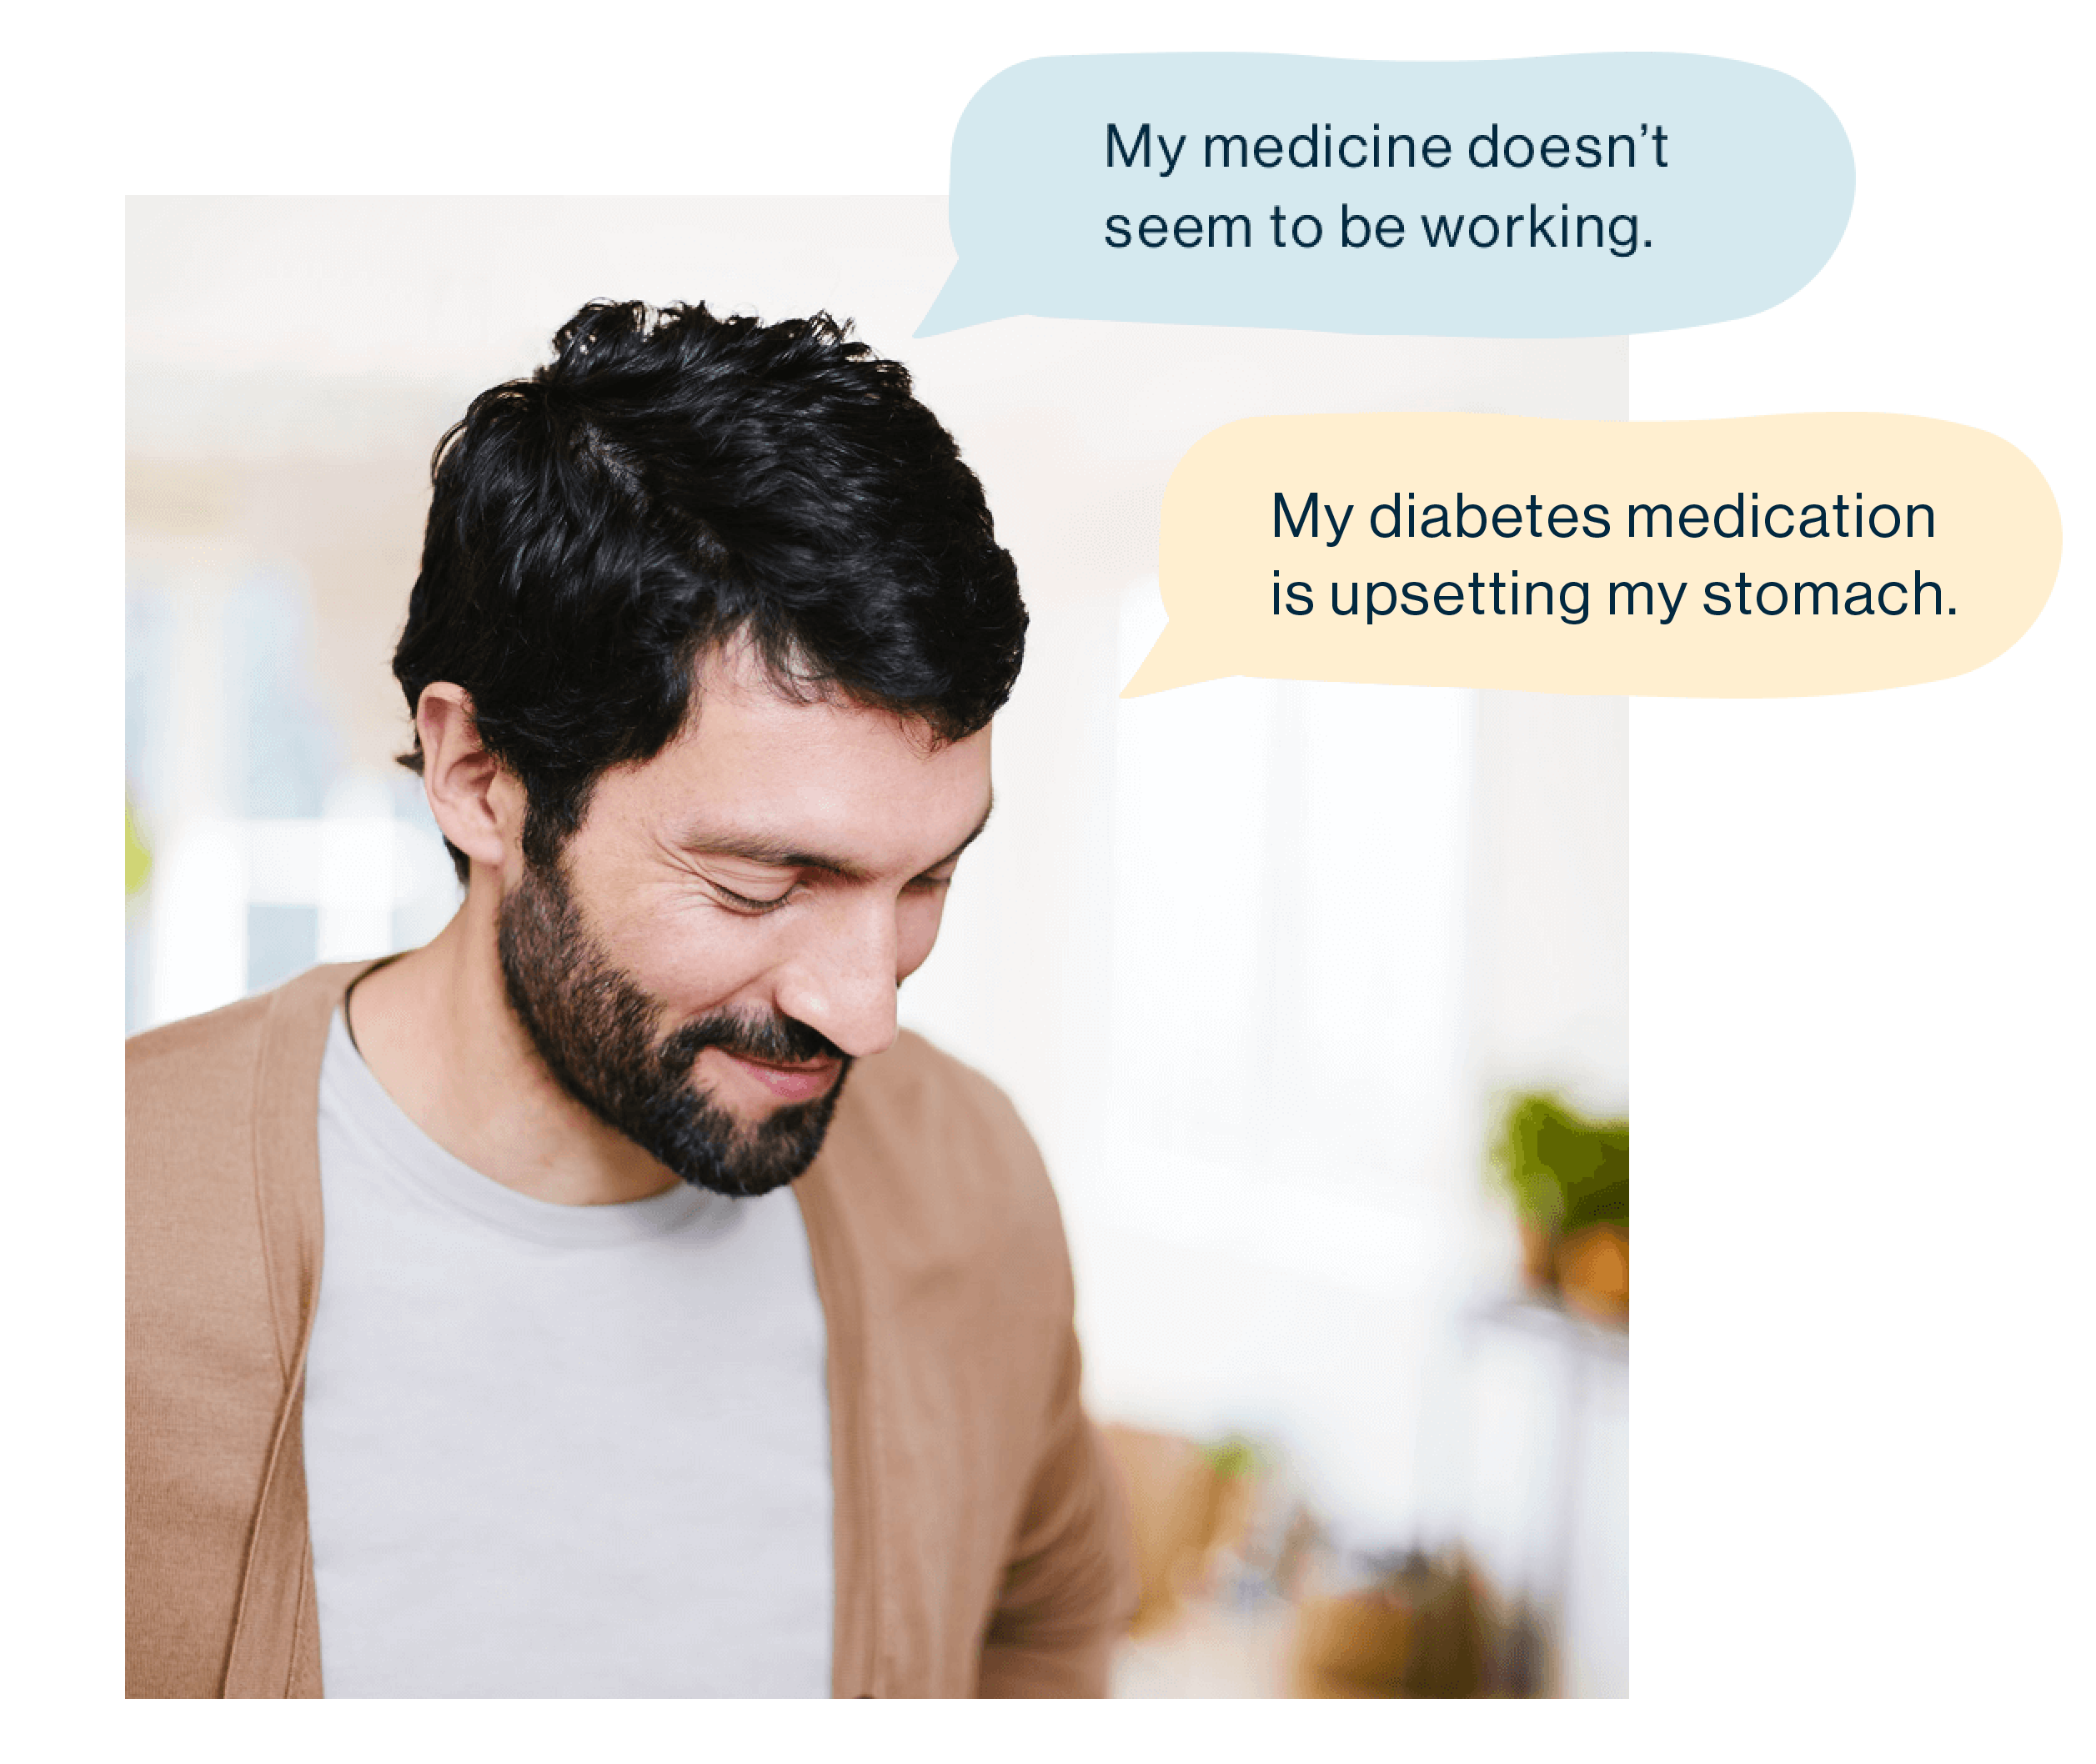 My medicine doesn’t
seem to be working.
My diabetes medication
is upsetting my stomach.